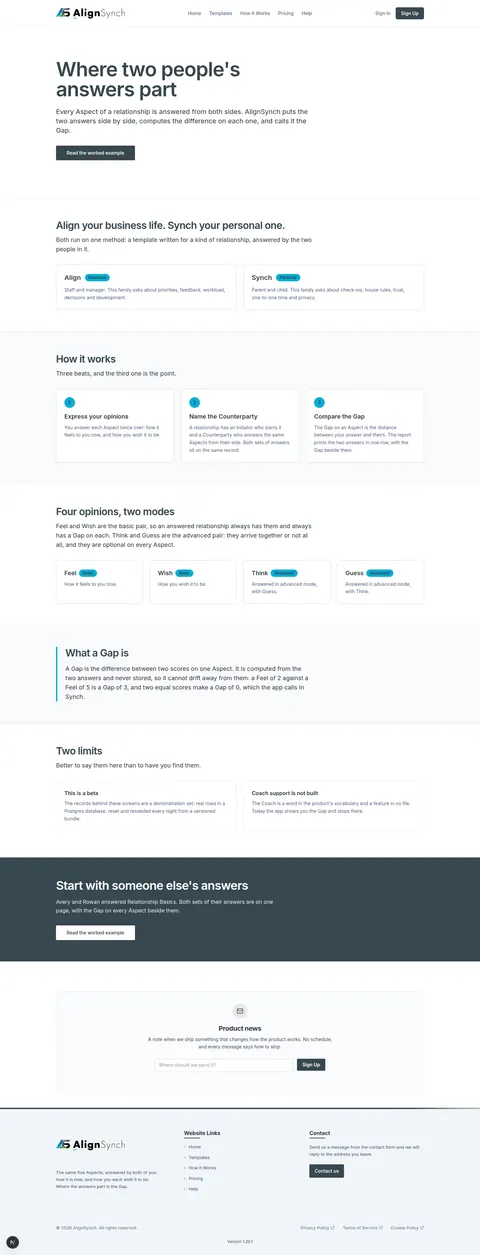 AlignSynch
Home Templates How It Works Pricing Help
Sign In Sign Up
Where two people's
answers part
Every Aspect of a relationship is answered from both sides. AlignSynch puts the
two answers side by side, computes the difference on each one, and calls it the
Gap.
Read the worked example
Align your business life. Synch your personal one.
Both run on one method: a template written for a kind of relationship, answered by the two
people in it.
Align Business
Staff and manager. This family asks about priorities, feedback, workload,
decisions and development.
Synch Personal
Parent and child. This family asks about check-ins, house rules, trust,
one-to-one time and privacy.
How it works
Three beats, and the third one is the point.
1
Express your opinions
You answer each Aspect twice over: how it
feels to you now, and how you wish it to be.
2
Name the Counterparty
A relationship has an Initiator who starts it
and a Counterparty who answers the same
Aspects from their side. Both sets of answers
sit on the same record.
3
Compare the Gap
The Gap on an Aspect is the distance
between your answer and theirs. The report
prints the two answers in one row, with the
Gap beside them.
Four opinions, two modes
Feel and Wish are the basic pair, so an answered relationship always has them and always
has a Gap on each. Think and Guess are the advanced pair: they arrive together or not at
all, and they are optional on every Aspect.
Feel Basic
How it feels to you now.
Wish Basic
How you wish it to be.
Think Advanced
Answered in advanced mode,
with Guess.
Guess Advanced
Answered in advanced mode,
with Think.
What a Gap is
A Gap is the difference between two scores on one Aspect. It is computed from the
two answers and never stored, so it cannot drift away from them: a Feel of 2 against a
Feel of 5 is a Gap of 3, and two equal scores make a Gap of 0, which the app calls In
Synch.
Two limits
Better to say them here than to have you find them.
This is a beta
The records behind these screens are a demonstration set: real rows in a
Postgres database, reset and reseeded every night from a versioned
bundle.
Coach support is not built
The Coach is a word in the product's vocabulary and a feature in no file.
Today the app shows you the Gap and stops there.
Start with someone else's answers
Avery and Rowan answered Relationship Basics. Both sets of their answers are on one
page, with the Gap on every Aspect beside them.
Read the worked example
Product news
A note when we ship something that changes how the product works. No schedule,
and every message says how to stop.
Where should we send it?
Sign Up
AlignSynch
The same five Aspects, answered by both of you:
how it is now, and how you each wish it to be.
Where the answers part is the Gap.
Website Links
Home
Templates
How It Works
Pricing
Help
Contact
Send us a message from the contact form and we will
reply to the address you leave.
Contact us
© 2026 AlignSynch. All rights reserved.
Privacy Policy Terms of Service Cookie Policy
N